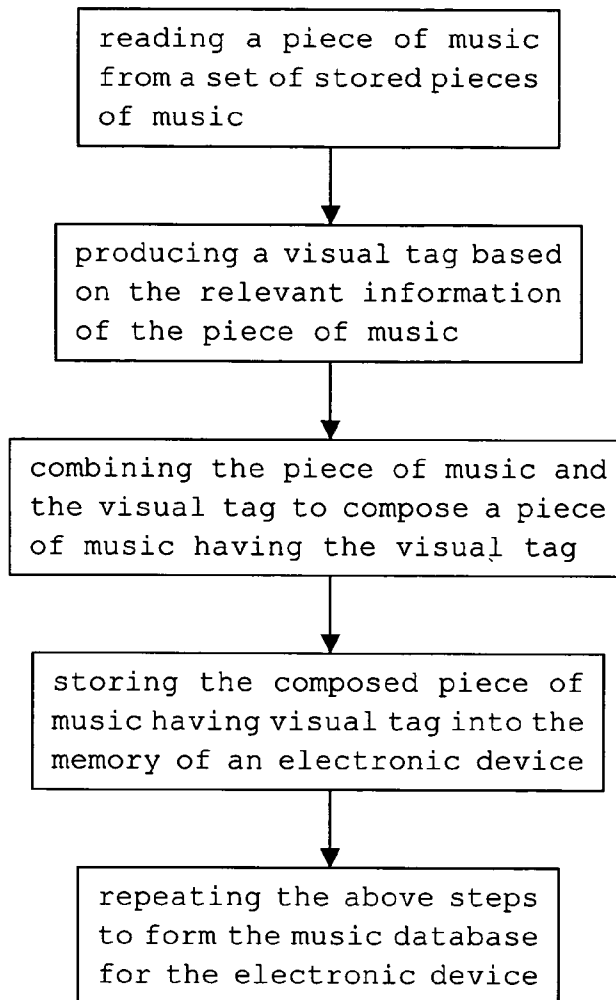 reading a piece of music
from a set of stored pieces
of music
producing a visual tag based
on the relevant information
of the piece of music
combining the piece of music and
the visual tag to compose a piece
of music having the visual tag
storing the composed piece of
music having visual tag into the
memory of an electronic device
repeating the above steps
to form the music database
for the electronic device